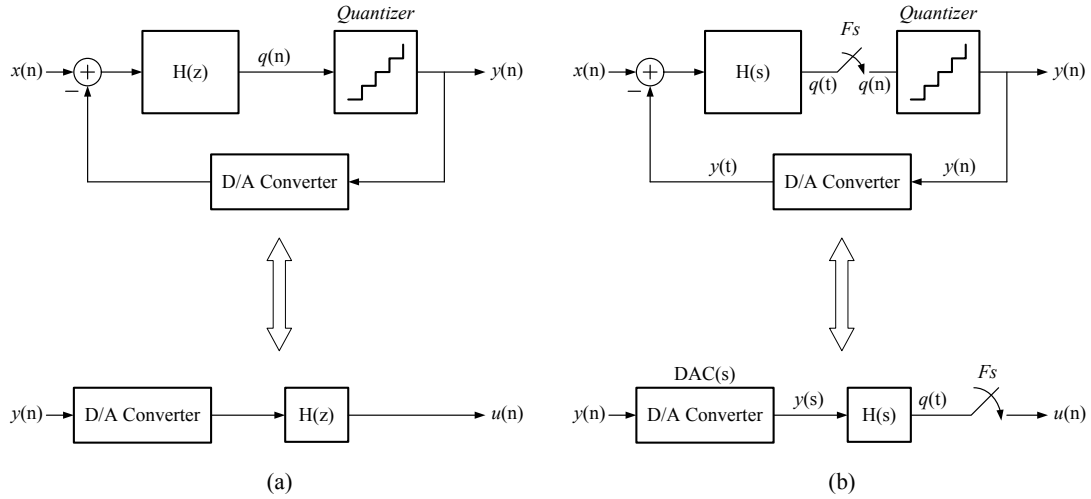 Quantizer
x(n)
+
−
H(z)
q(n)
y(n)
D/A Converter
y(n)
D/A Converter
H(z)
u(n)
(a)
Quantizer
Fs
x(n)
+
−
H(s)
q(t)
q(n)
y(n)
y(t)
D/A Converter
y(n)
DAC(s)
y(n)
D/A Converter
y(s)
H(s)
q(t)
Fs
u(n)
(b)